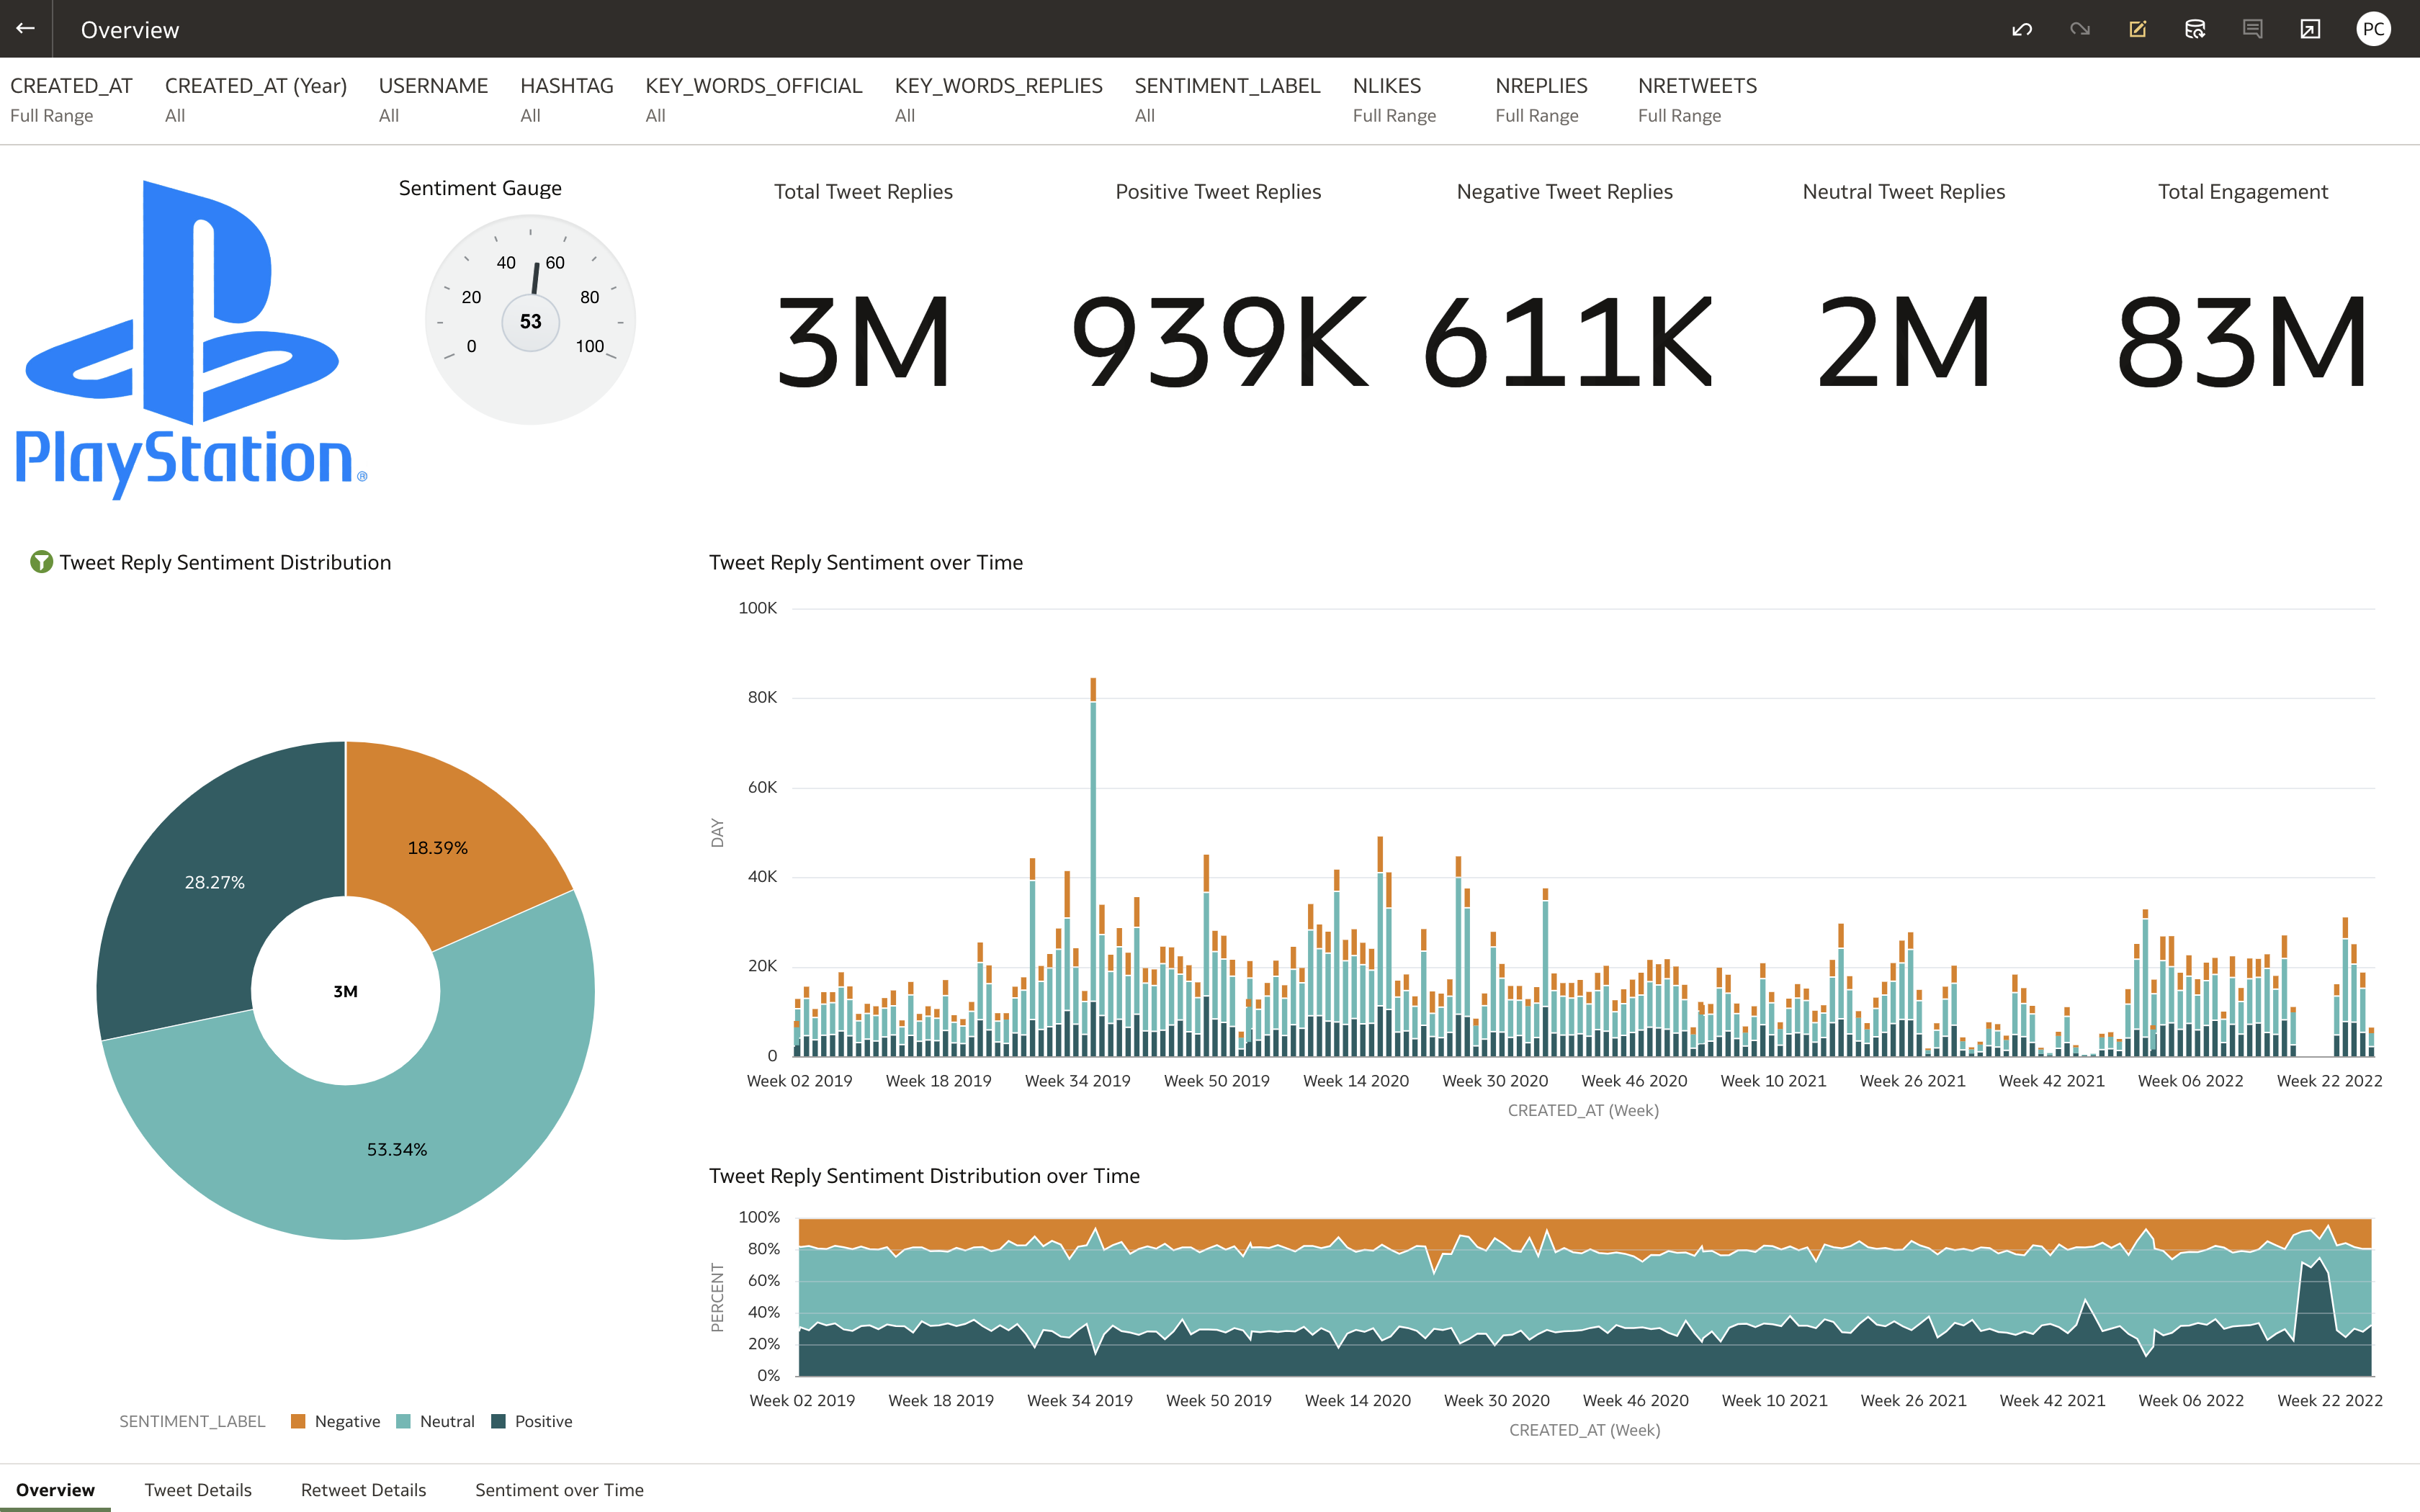 Overview
PC
CREATED_AT CREATED_AT (Year) USERNAME HASHTAG KEY_WORDS_OFFICIAL KEY_WORDS_REPLIES SENTIMENT_LABEL NLIKES NREPLIES NRETWEETS
Full Range All All All All All All Full Range Full Range Full Range
PlayStation®
Sentiment Gauge
40 60
20 80
53
0 100
Total Tweet Replies Positive Tweet Replies Negative Tweet Replies Neutral Tweet Replies Total Engagement
3M 939K 611K 2M 83M
Tweet Reply Sentiment Distribution
18.39%
28.27%
3M
53.34%
SENTIMENT_LABEL Negative Neutral Positive
Tweet Reply Sentiment over Time
100K
80K
60K
DAY
40K
20K
0
Week 02 2019 Week 18 2019 Week 34 2019 Week 50 2019 Week 14 2020 Week 30 2020 Week 46 2020 Week 10 2021 Week 26 2021 Week 42 2021 Week 06 2022 Week 22 2022
CREATED_AT (Week)
Tweet Reply Sentiment Distribution over Time
100%
80%
60%
PERCENT
40%
20%
0%
Week 02 2019 Week 18 2019 Week 34 2019 Week 50 2019 Week 14 2020 Week 30 2020 Week 46 2020 Week 10 2021 Week 26 2021 Week 42 2021 Week 06 2022 Week 22 2022
CREATED_AT (Week)
Overview Tweet Details Retweet Details Sentiment over Time